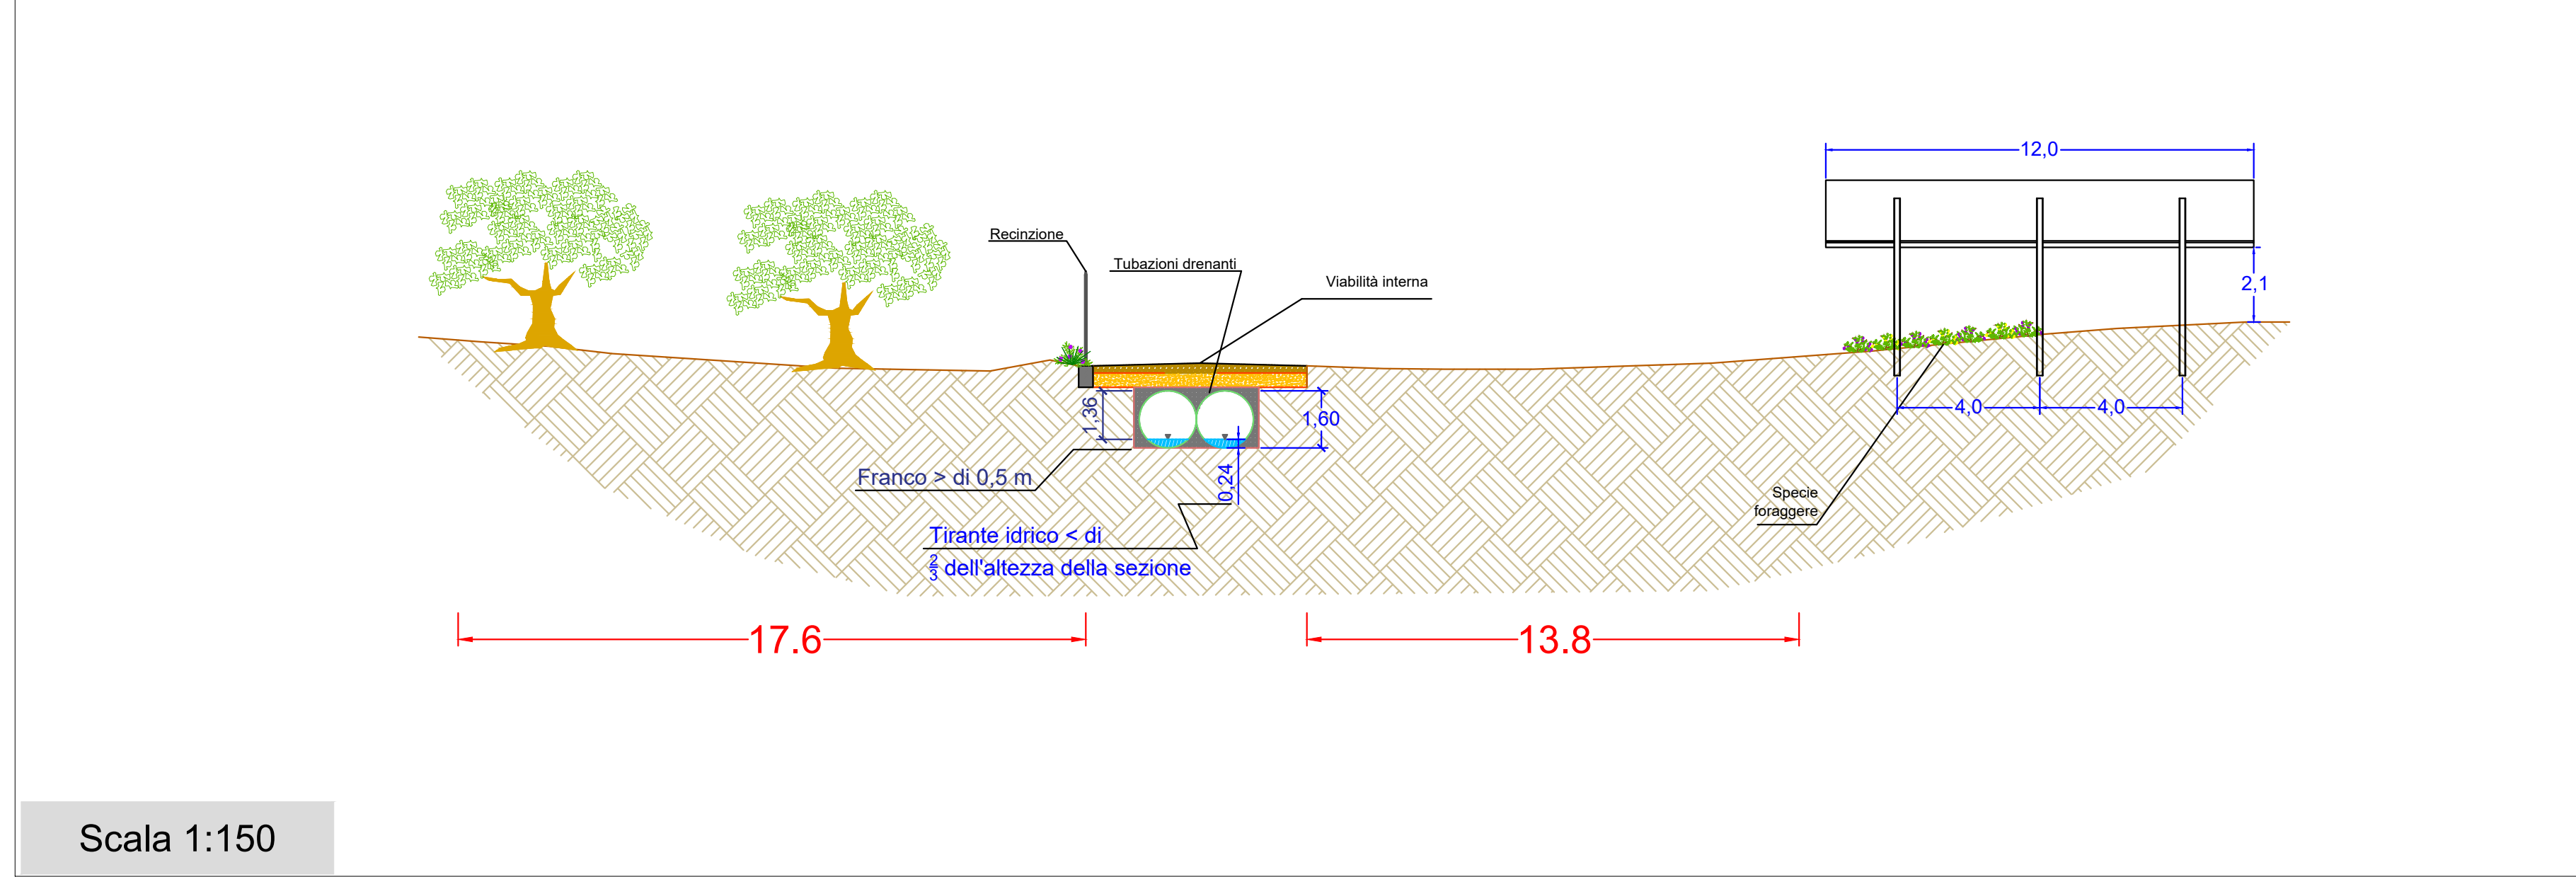 12,0
Recinzione
Tubazioni drenanti
Viabilità interna
2,1
1,36
1,60
4,0
4,0
Franco > di 0,5 m
0,24
Specie
foraggere
Tirante idrico < di
2/3 dell'altezza della sezione
17.6
13.8
Scala 1:150